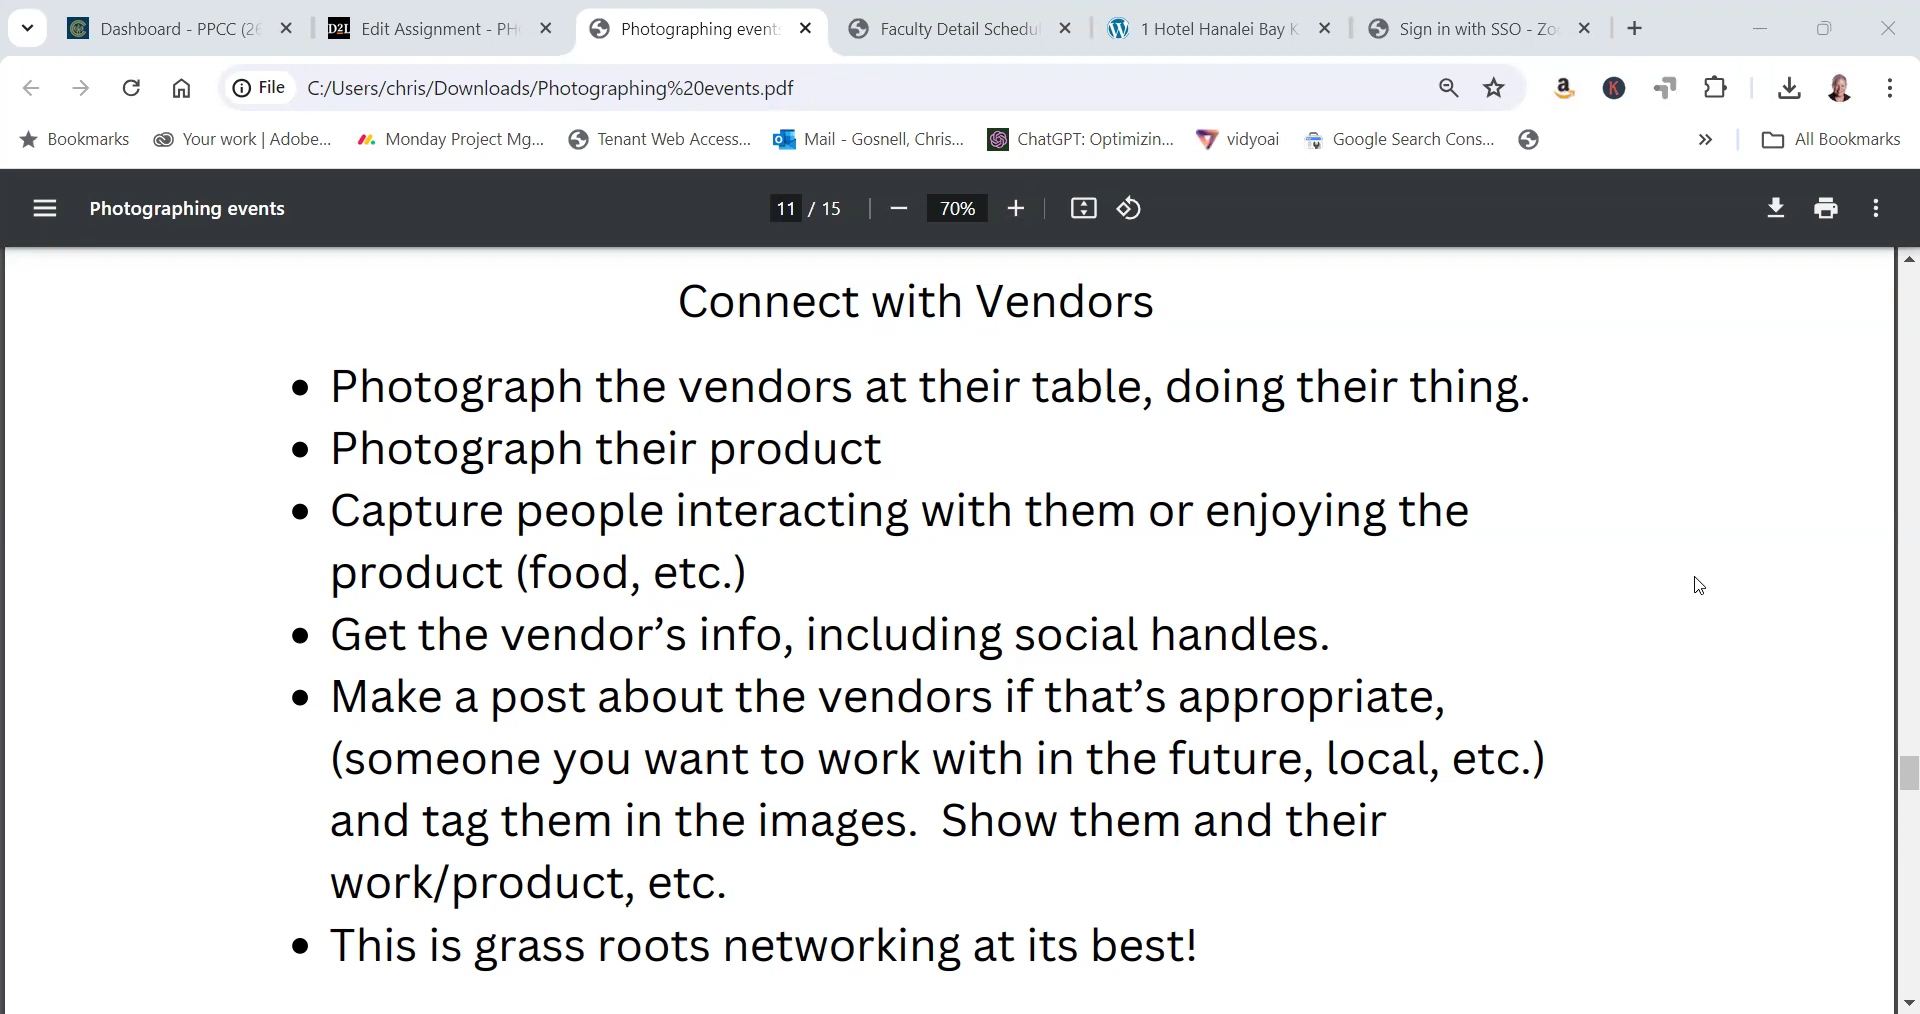 Dashboard - PPCC (26
D2L Edit Assignment - PH
Photographing event
Faculty Detail Schedul
1 Hotel Hanalei Bay K
Sign in with SSO - Zo
File C:/Users/chris/Downloads/Photographing%20events.pdf
Bookmarks
Your work | Adobe...
Monday Project Mg...
Tenant Web Access...
Mail - Gosnell, Chris...
ChatGPT: Optimizin...
vidyoai
Google Search Cons...
All Bookmarks
Photographing events
11 / 15
70%
Connect with Vendors
• Photograph the vendors at their table, doing their thing.
• Photograph their product
• Capture people interacting with them or enjoying the
product (food, etc.)
• Get the vendor’s info, including social handles.
• Make a post about the vendors if that’s appropriate,
(someone you want to work with in the future, local, etc.)
and tag them in the images. Show them and their
work/product, etc.
• This is grass roots networking at its best!